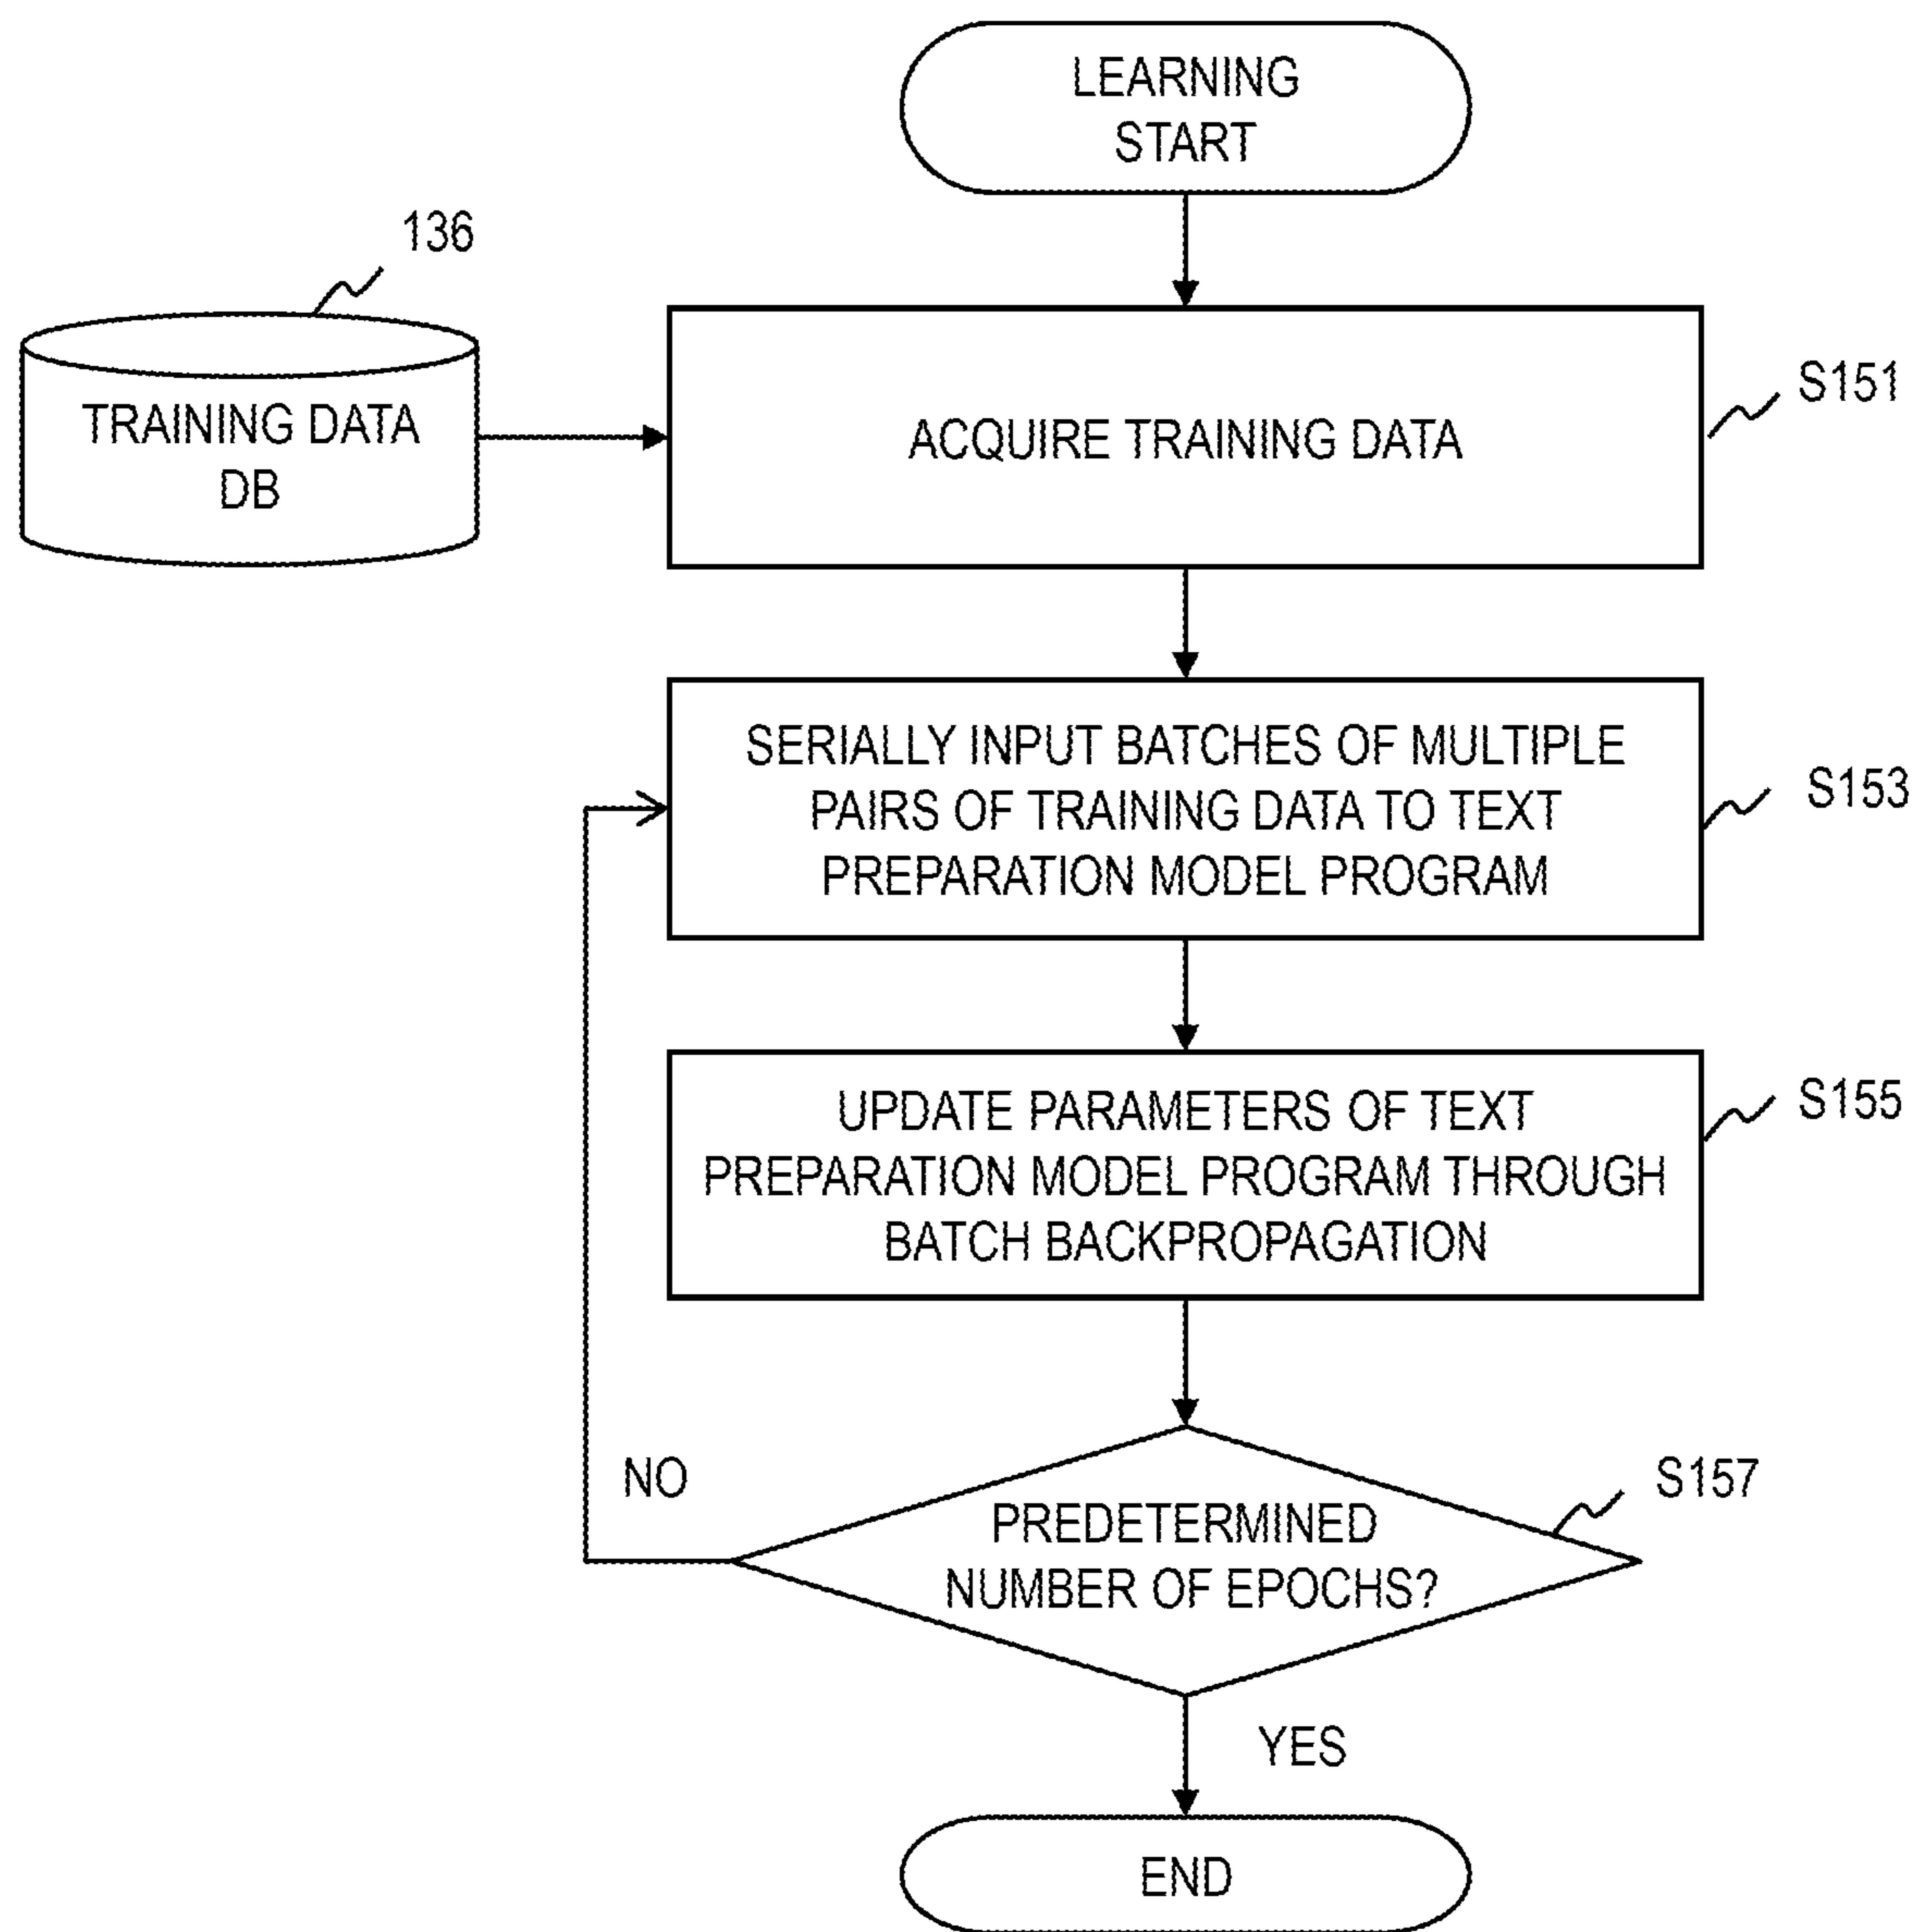 LEARNING
START
136
TRAINING DATA
DB
ACQUIRE TRAINING DATA
S151
SERIALLY INPUT BATCHES OF MULTIPLE
PAIRS OF TRAINING DATA TO TEXT
PREPARATION MODEL PROGRAM
S153
UPDATE PARAMETERS OF TEXT
PREPARATION MODEL PROGRAM THROUGH
BATCH BACKPROPAGATION
S155
NO
PREDETERMINED
NUMBER OF EPOCHS?
S157
YES
END